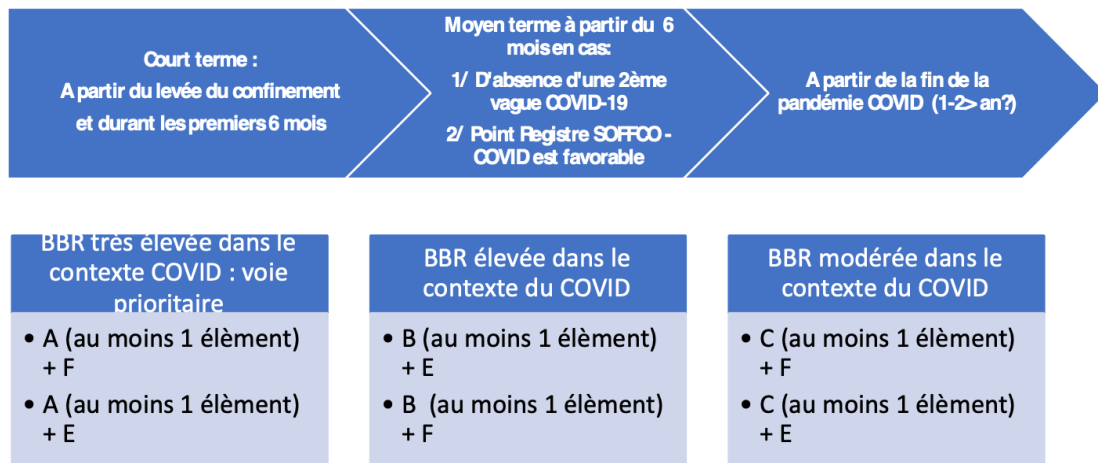 Court terme :
A partir du levée du confinement
et durant les premiers 6 mois
Moyen terme à partir du 6
mois en cas:
1/ D'absence d'une 2ème
vague COVID-19
2/ Point Registre SOFFCO -
COVID est favorable
A partir de la fin de la
pandémie COVID (1-2> an?)
BBR très élevée dans le
contexte COVID : voie
prioritaire
• A (au moins 1 élèment)
+ F
• A (au moins 1 élèment)
+ E
BBR élevée dans le
contexte du COVID
• B (au moins 1 élèment)
+ E
• B (au moins 1 élèment)
+ F
BBR modérée dans le
contexte du COVID
• C (au moins 1 élèment)
+ F
• C (au moins 1 élèment)
+ E